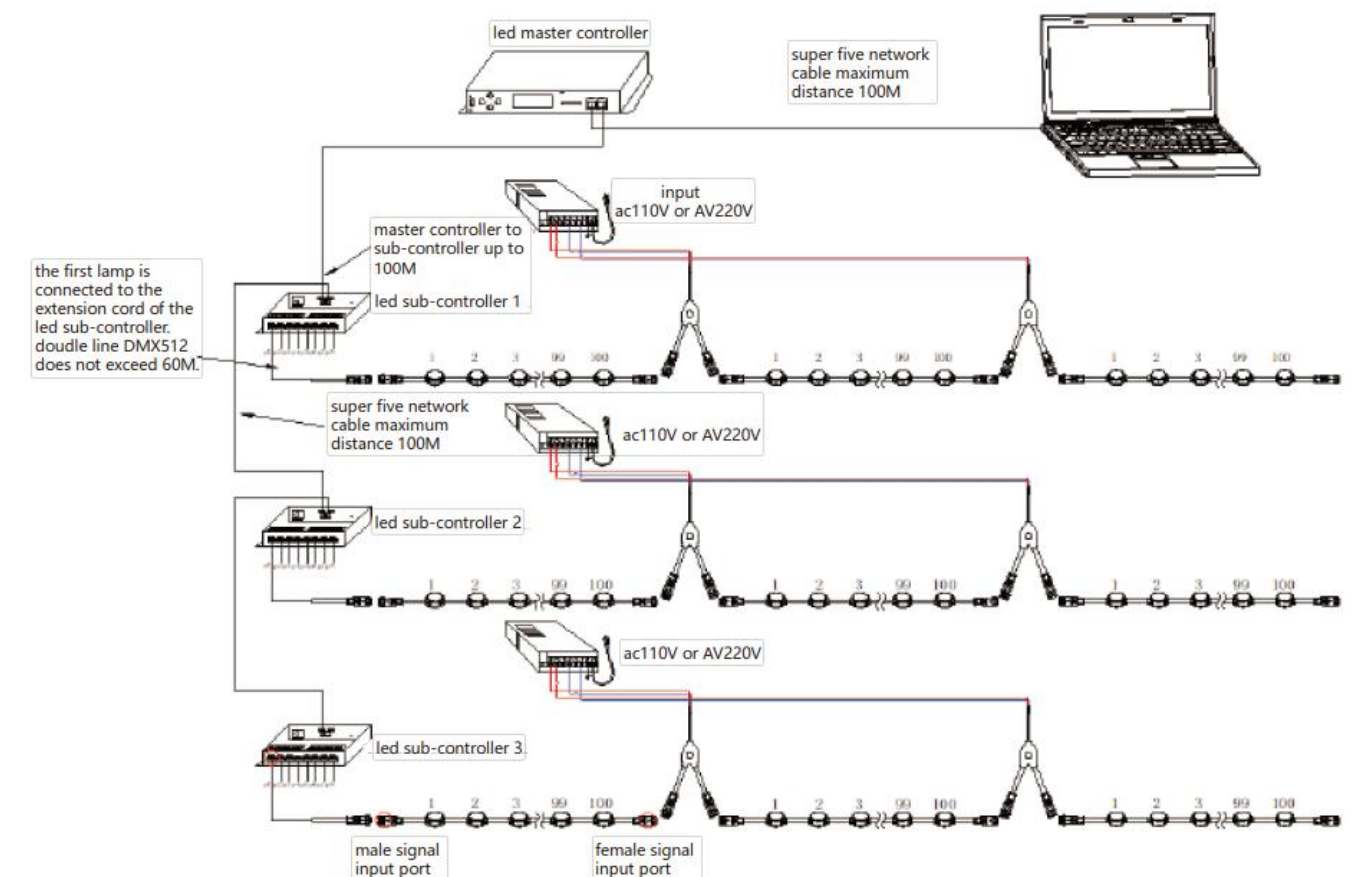 led master controller
super five network
cable maximum
distance 100M
input
ac110V or AV220V
master controller to
sub-controller up to
100M
the first lamp is
connected to the
extension cord of the
led sub-controller.
doudle line DMX512
does not exceed 60M.
led sub-controller 1
1 2 3 99 100
1 2 3 99 100
1 2 3 99 100
super five network
cable maximum
distance 100M
ac110V or AV220V
led sub-controller 2
1 2 3 99 100
1 2 3 99 100
1 2 3 99 100
ac110V or AV220V
led sub-controller 3
1 2 3 99 100
1 2 3 99 100
1 2 3 99 100
male signal
input port
female signal
input port